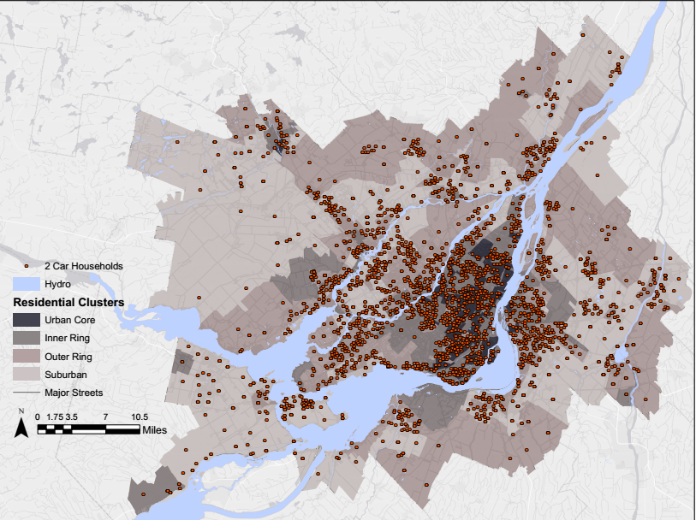 2 Car Households
Hydro
Residential Clusters
Urban Core
Inner Ring
Outer Ring
Suburban
Major Streets
N
0 1.75 3.5 7 10.5
Miles